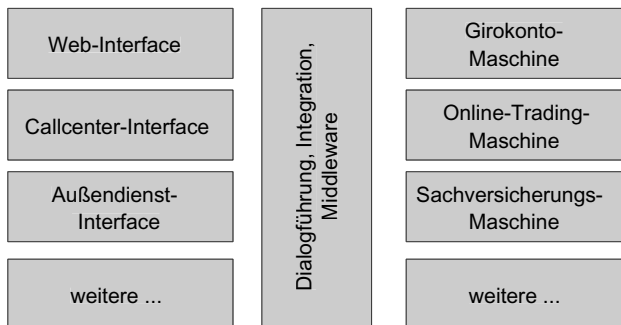 Web-Interface
Callcenter-Interface
Außendienst-
Interface
weitere ...
Dialogführung, Integration,
Middleware
Girokonto-
Maschine
Online-Trading-
Maschine
Sachversicherungs-
Maschine
weitere ...